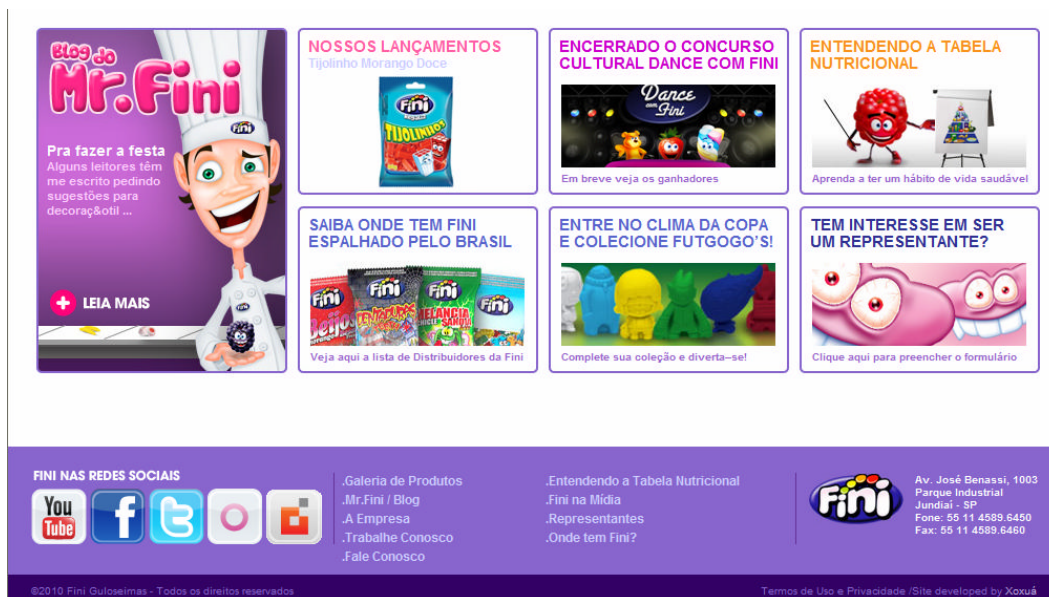 Blog do
Mr.Fini
Fini
Pra fazer a festa
Alguns leitores têm
me escrito pedindo
sugestões para
decoraç&otil ...
LEIA MAIS
Fini
NOSSOS LANÇAMENTOS
Tijolinho Morango Doce
Fini
TIJOLINHOS
ENCERRADO O CONCURSO
CULTURAL DANCE COM FINI
Dance
com
Fini
Em breve veja os ganhadores
ENTENDENDO A TABELA
NUTRICIONAL
Aprenda a ter um hábito de vida saudável
SAIBA ONDE TEM FINI
ESPALHADO PELO BRASIL
Fini
Fini
Fini
Fini
Beijos
DENTADURAS
MELANCIA
Veja aqui a lista de Distribuidores da Fini
ENTRE NO CLIMA DA COPA
E COLECIONE FUTGOGO'S!
Complete sua coleção e diverta–se!
TEM INTERESSE EM SER
UM REPRESENTANTE?
Clique aqui para preencher o formulário
FINI NAS REDES SOCIAIS
You
Tube
.Galeria de Produtos
.Mr.Fini / Blog
.A Empresa
.Trabalhe Conosco
.Fale Conosco
.Entendendo a Tabela Nutricional
.Fini na Mídia
.Representantes
.Onde tem Fini?
Fini
Av. José Benassi, 1003
Parque Industrial
Jundiaí - SP
Fone: 55 11 4589.6450
Fax: 55 11 4589.6460
©2010 Fini Guloseimas - Todos os direitos reservados
Termos de Uso e Privacidade /Site developed by Xoxuá